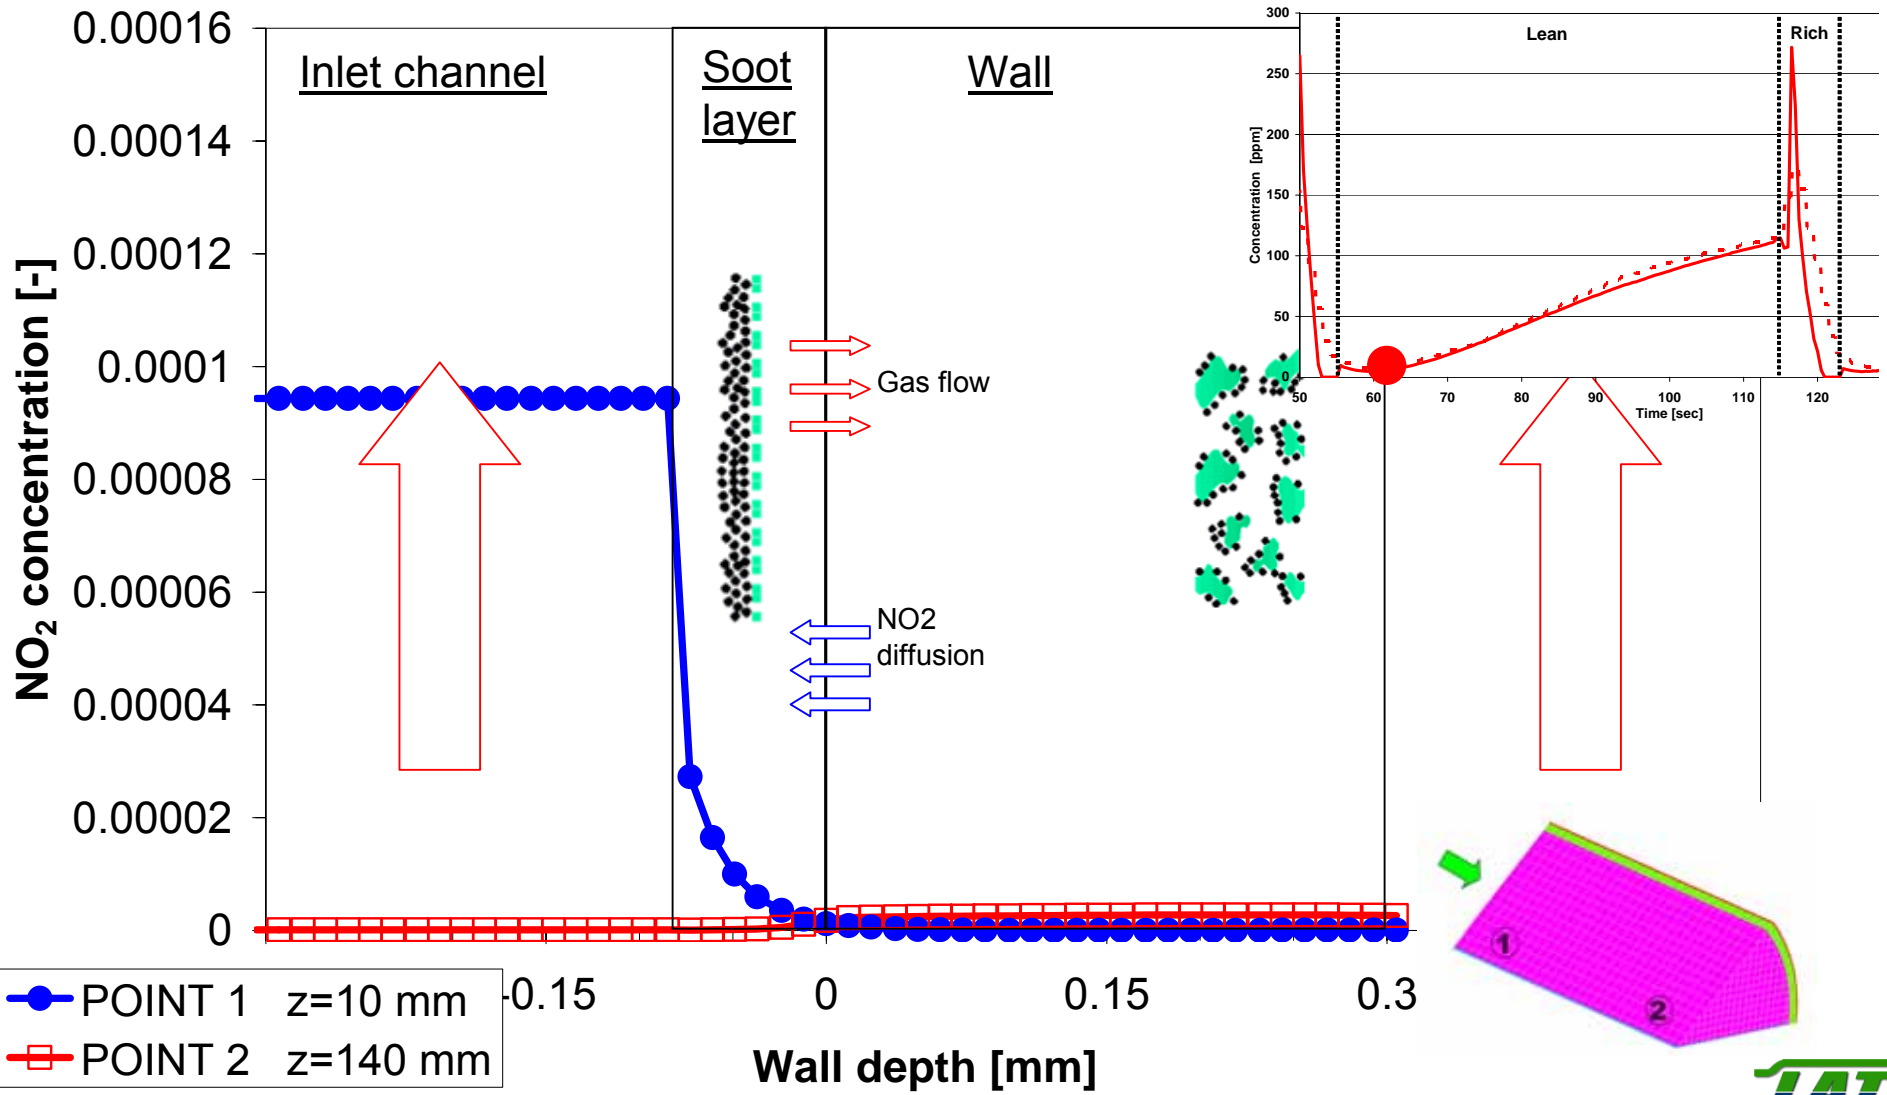 0.00016
0.00014
0.00012
0.0001
0.00008
0.00006
0.00004
0.00002
0
NO₂ concentration [-]
Inlet channel
Soot
layer
Wall
Gas flow
NO2
diffusion
-0.15
0
0.15
0.3
Wall depth [mm]
POINT 1 z=10 mm
POINT 2 z=140 mm
300
250
200
150
100
50
0
Concentration [ppm]
Lean
Rich
50 60 70 80 90 100 110 120
Time [sec]
1
2
LAT